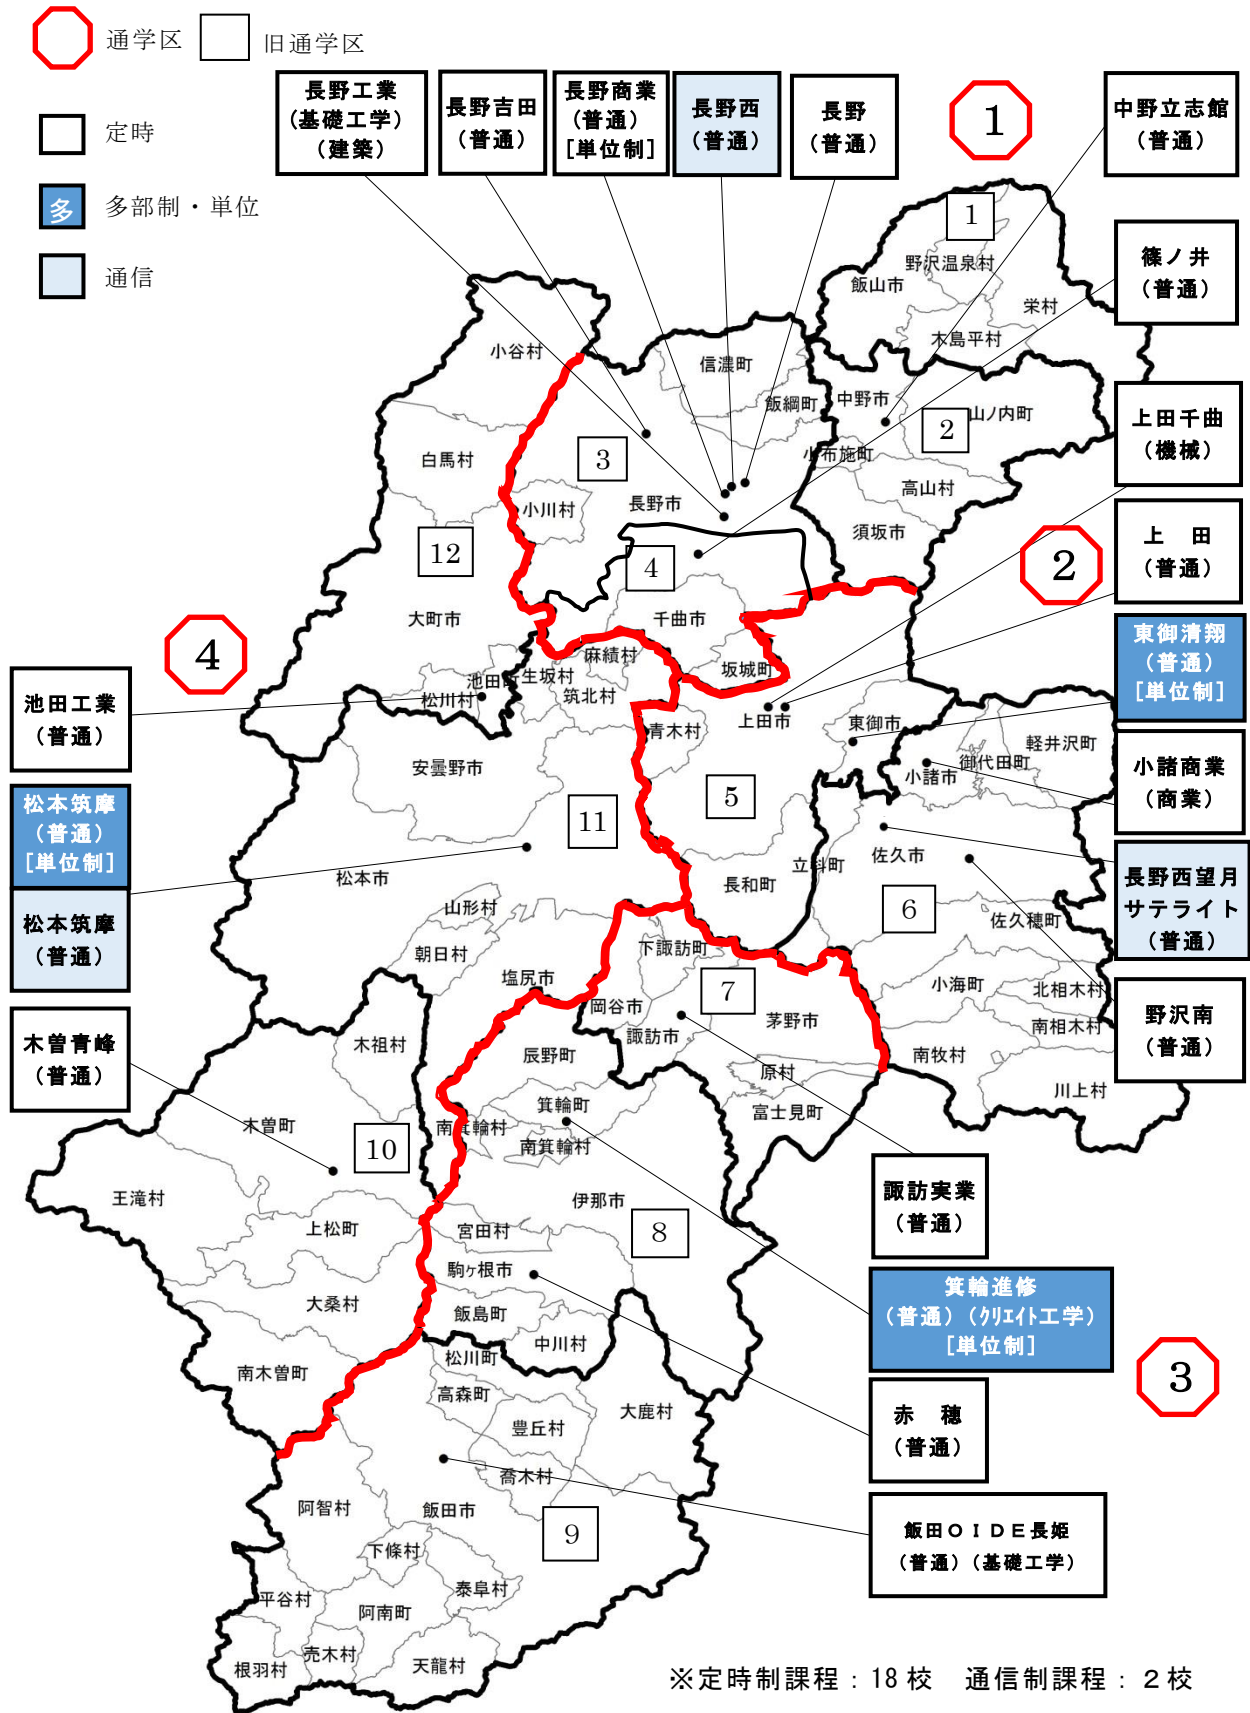 通学区
旧通学区
定時
多
多部制・単位
通信
長野工業
(基礎工学)
(建築)
長野吉田
(普通)
長野商業
(普通)
[単位制]
長野西
(普通)
長野
(普通)
1
中野立志館
(普通)
篠ノ井
(普通)
上田千曲
(機械)
2
上 田
(普通)
東御清翔
(普通)
[単位制]
小諸商業
(商業)
長野西望月
サテライト
(普通)
野沢南
(普通)
4
池田工業
(普通)
松本筑摩
(普通)
[単位制]
松本筑摩
(普通)
木曽青峰
(普通)
諏訪実業
(普通)
箕輪進修
(普通)(クリエイト工学)
[単位制]
3
赤 穂
(普通)
飯田OIDE長姫
(普通)(基礎工学)
1
野沢温泉村
飯山市
栄村
木島平村
小谷村
信濃町
飯綱町
中野市
山ノ内町
2
白馬村
3
小布施町
高山村
小川村
長野市
須坂市
12
4
大町市
千曲市
麻績村
坂城町
生坂村
池田町
松川村
筑北村
青木村
上田市
東御市
軽井沢町
御代田町
小諸市
安曇野市
5
11
佐久市
立科町
松本市
長和町
6
山形村
佐久穂町
朝日村
下諏訪町
塩尻市
小海町
北相木村
7
岡谷市
茅野市
南相木村
諏訪市
木祖村
辰野町
南牧村
原村
川上村
箕輪町
富士見町
木曽町
南箕輪村
南箕輪村
10
王滝村
伊那市
上松町
宮田村
8
駒ヶ根市
大桑村
飯島町
中川村
松川町
南木曽町
高森町
大鹿村
豊丘村
喬木村
阿智村
飯田市
9
下條村
泰阜村
平谷村
阿南町
売木村
根羽村
天龍村
※定時制課程:18校 通信制課程:2校